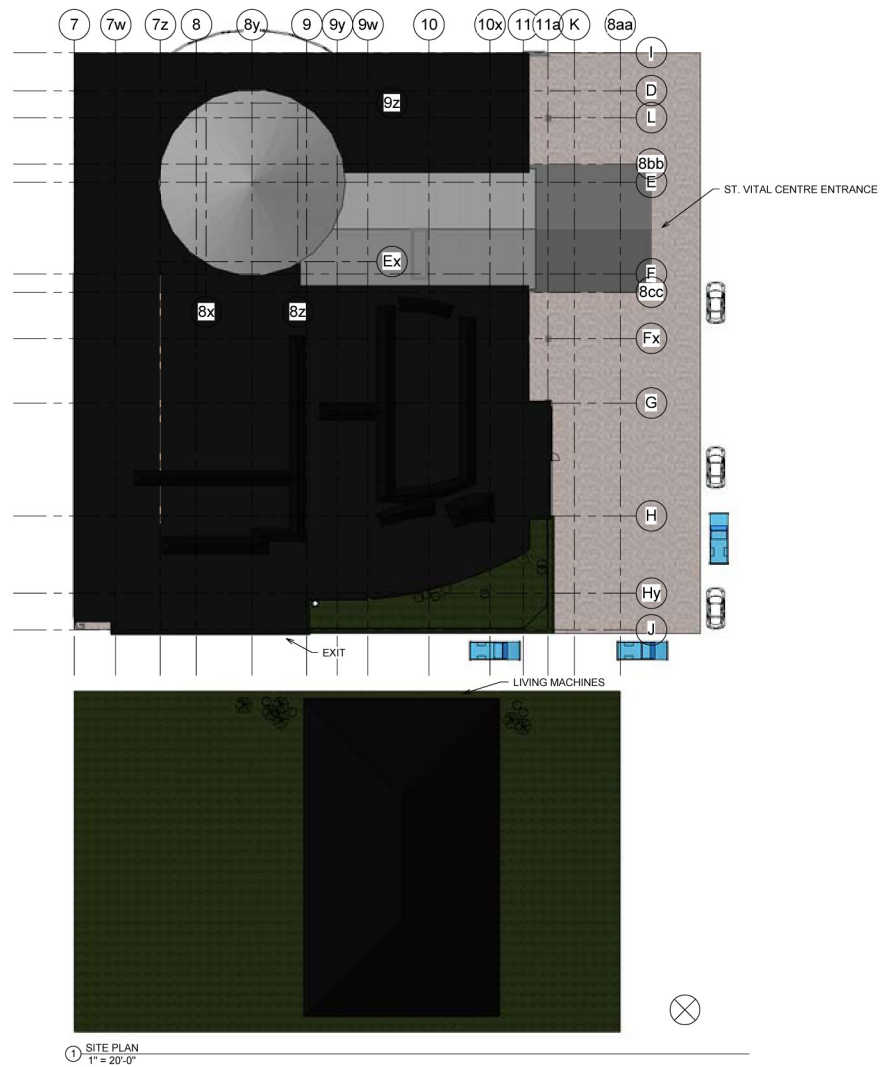 7 7w 7z 8 8y 9 9y 9w 10 10x 11 11a K 8aa
I
D
9z
L
8bb
E
ST. VITAL CENTRE ENTRANCE
Ex
F
8cc
8x 8z
Fx
G
H
Hy
J
EXIT
LIVING MACHINES
1 SITE PLAN
1" = 20'-0"